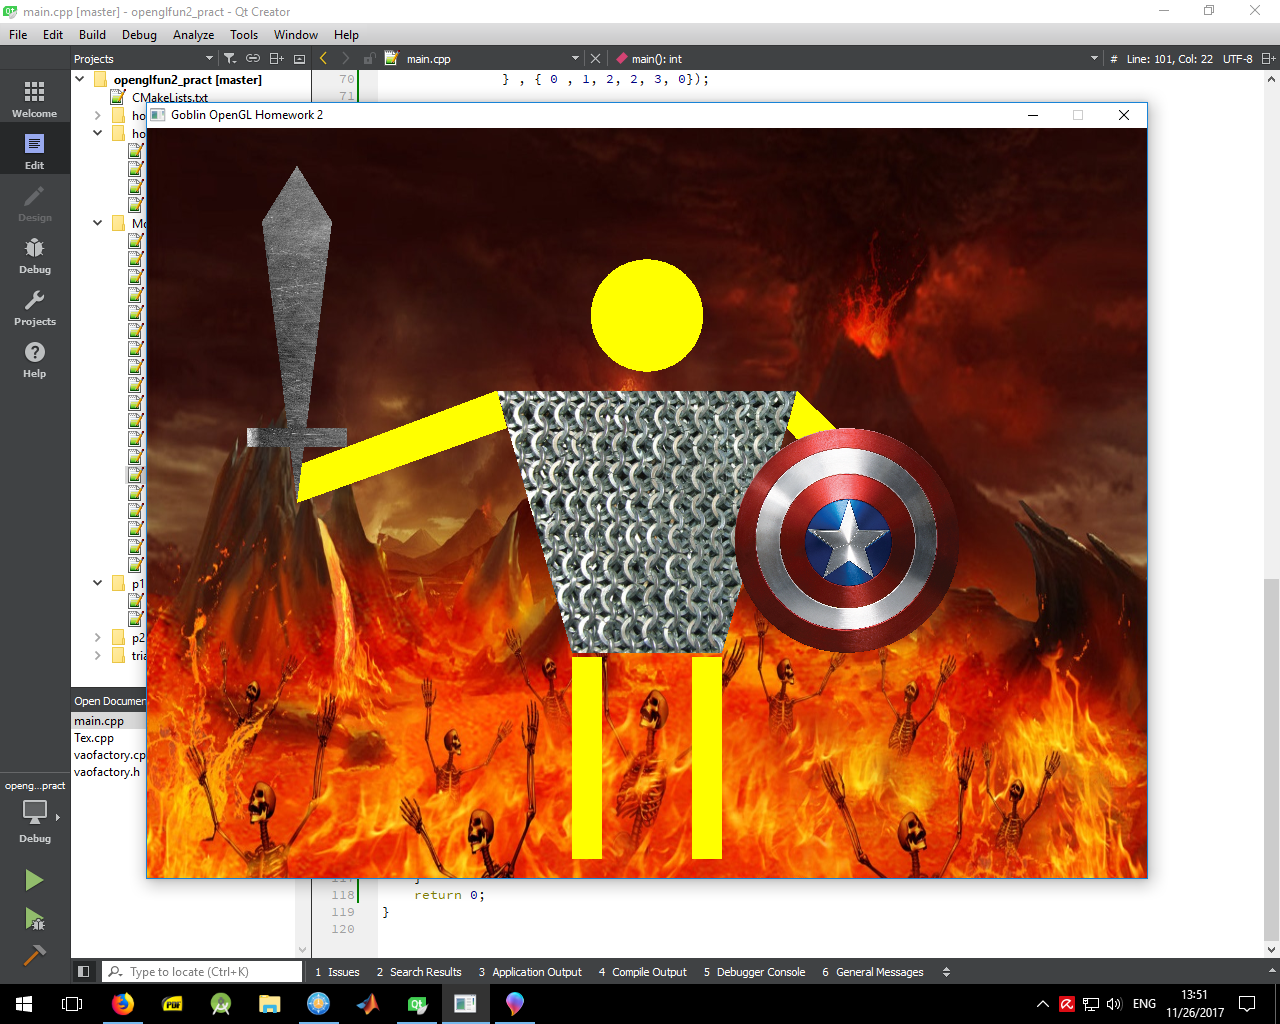 main.cpp [master] - openglfun2_pract - Qt Creator
File Edit Build Debug Analyze Tools Window Help
Projects main.cpp main(): int # Line: 101, Col: 22 UTF-8
openglfun2_pract [master]
CMakeLists.txt
70 } , { 0 , 1, 2, 2, 3, 0});
71
Goblin OpenGL Homework 2
Welcome
Edit
Design
Debug
Projects
Help
ho
ho
Mo
p1
p2
tria
Open Documen
main.cpp
Tex.cpp
vaofactory.cp
vaofactory.h
openg...pract
Debug
118 return 0;
119 }
120
Type to locate (Ctrl+K)
1 Issues 2 Search Results 3 Application Output 4 Compile Output 5 Debugger Console 6 General Messages
PDF
Qt
ENG
13:51
11/26/2017